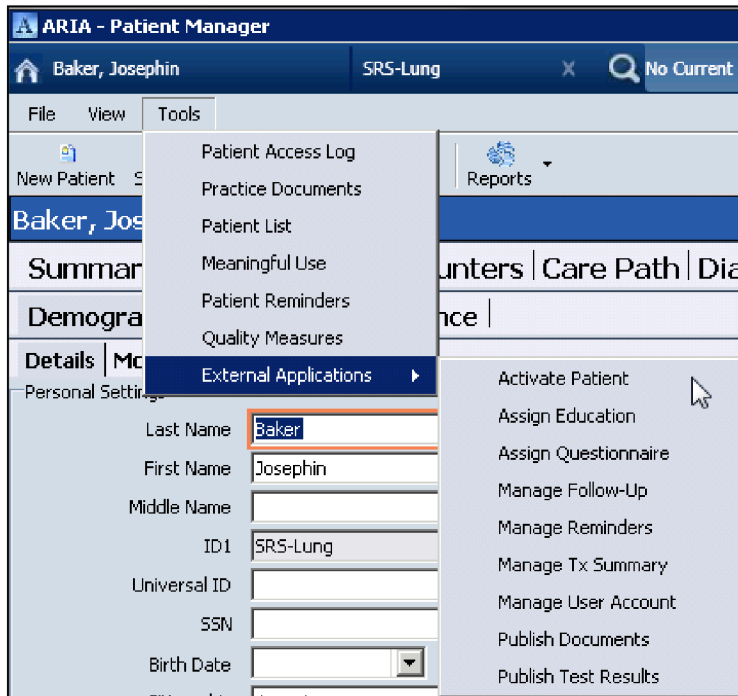 ARIA - Patient Manager
Baker, Josephin SRS-Lung X No Current
File View Tools
New Patient S Reports
Patient Access Log
Practice Documents
Patient List
Meaningful Use
Patient Reminders
Quality Measures
External Applications
Baker, Jos
Summar unters Care Path Dia
Demogra nce
Details Mo
Personal Setting
Activate Patient
Assign Education
Assign Questionnaire
Manage Follow-Up
Manage Reminders
Manage Tx Summary
Manage User Account
Publish Documents
Publish Test Results
Last Name Baker
First Name Josephin
Middle Name
ID1 SRS-Lung
Universal ID
SSN
Birth Date